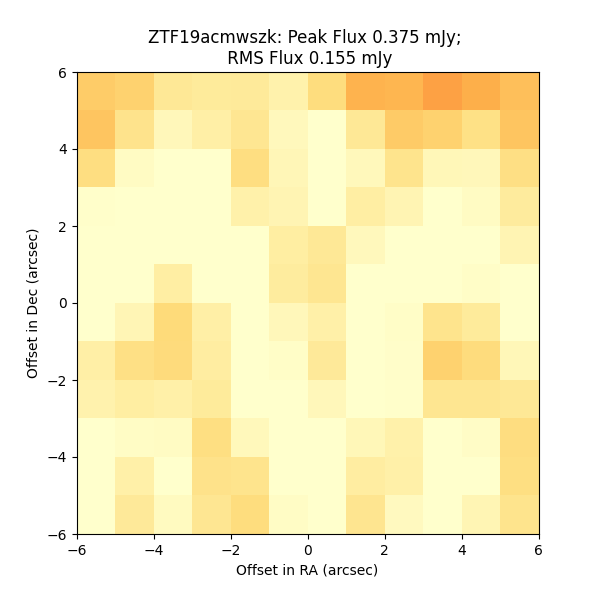 ZTF19acmwszk: Peak Flux 0.375 mJy;
RMS Flux 0.155 mJy
6
4
2
0
−2
−4
−6
Offset in Dec (arcsec)
−6 −4 −2 0 2 4 6
Offset in RA (arcsec)